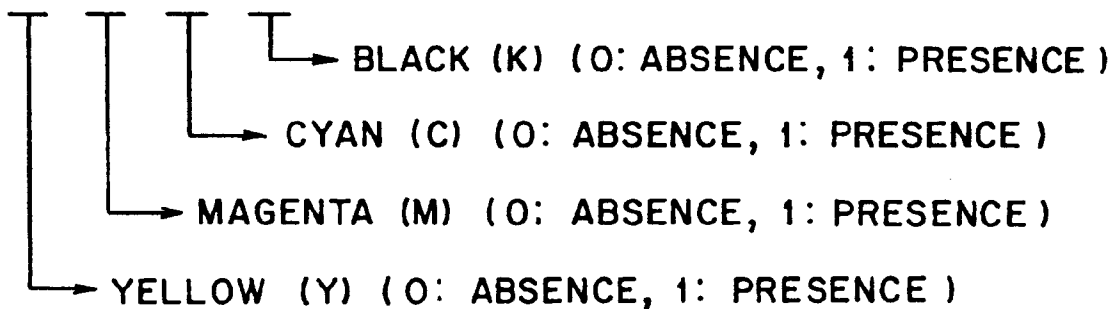 BLACK (K) (0: ABSENCE, 1: PRESENCE)
CYAN (C) (0: ABSENCE, 1: PRESENCE)
MAGENTA (M) (0: ABSENCE, 1: PRESENCE)
YELLOW (Y) (0: ABSENCE, 1: PRESENCE)